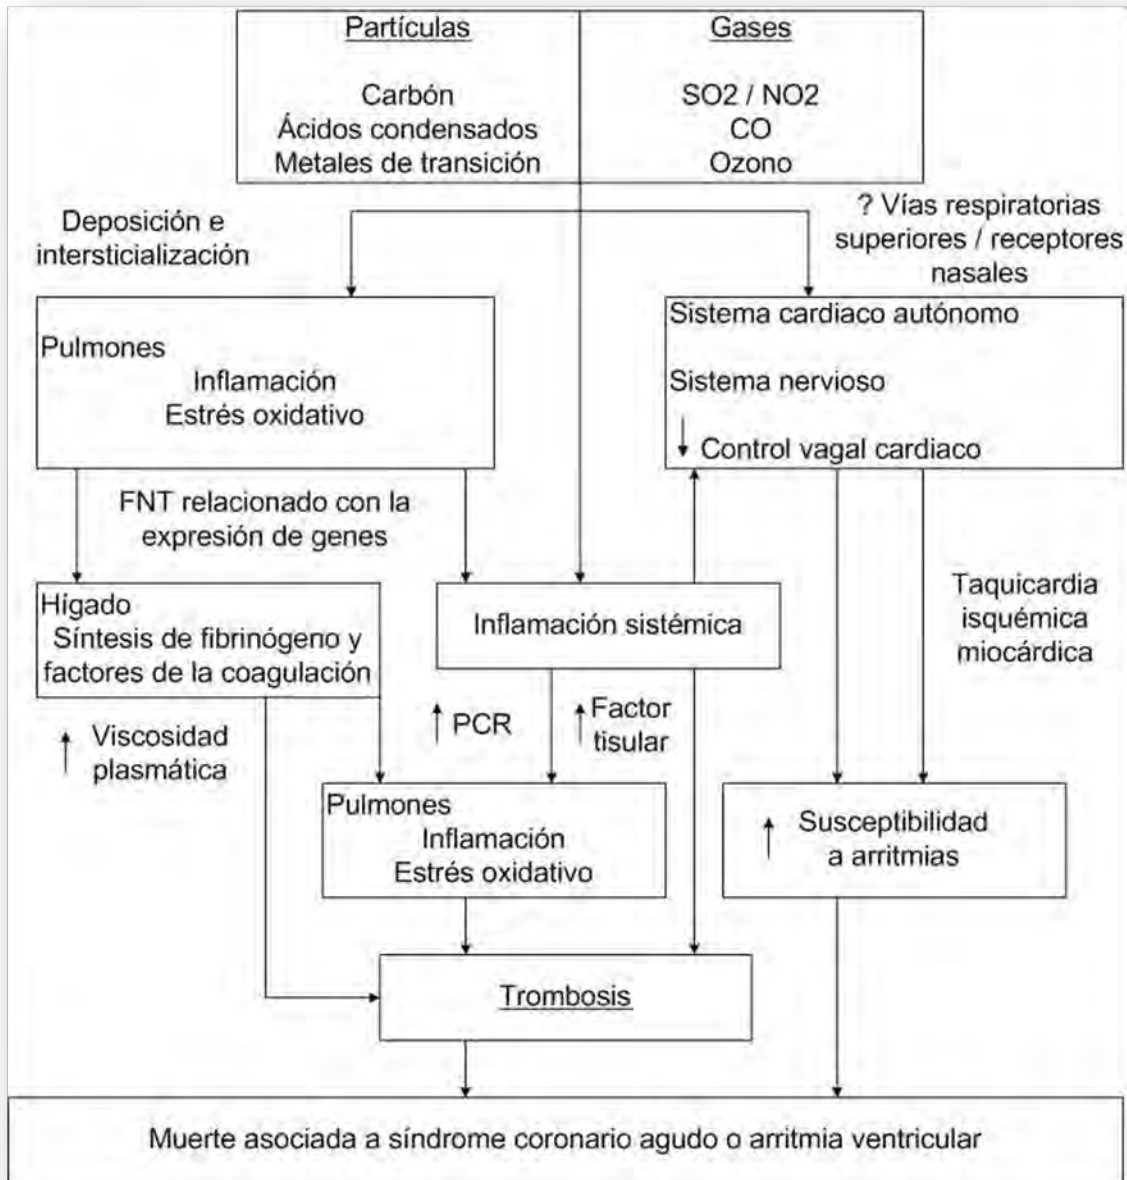 Partículas
Gases
Carbón
Ácidos condensados
Metales de transición
SO2 / NO2
CO
Ozono
Deposición e
intersticialización
? Vías respiratorias
superiores / receptores
nasales
Pulmones
Inflamación
Estrés oxidativo
Sistema cardiaco autónomo
Sistema nervioso
↓ Control vagal cardiaco
FNT relacionado con la
expresión de genes
Hígado
Síntesis de fibrinógeno y
factores de la coagulación
Inflamación sistémica
Taquicardia
isquémica
miocárdica
↑ Viscosidad
plasmática
↑ PCR
↑ Factor
tisular
Pulmones
Inflamación
Estrés oxidativo
↑ Susceptibilidad
a arritmias
Trombosis
Muerte asociada a síndrome coronario agudo o arritmia ventricular